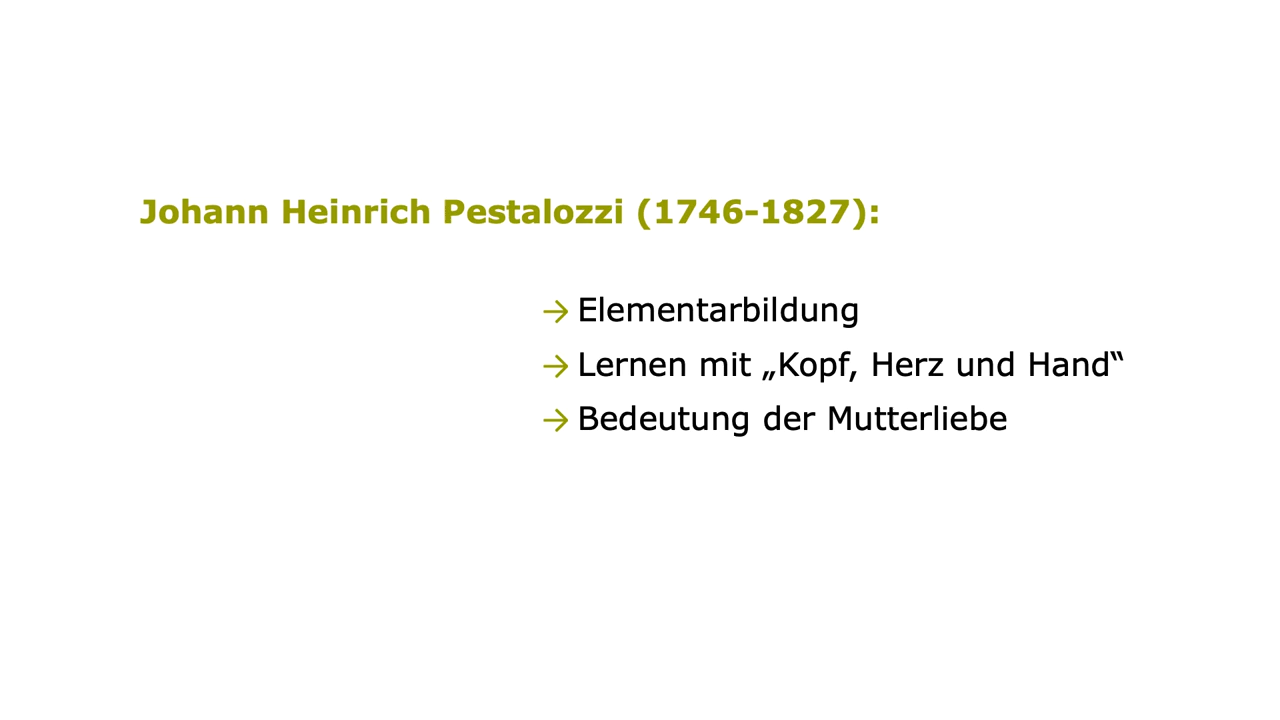 Johann Heinrich Pestalozzi (1746-1827):
→ Elementarbildung
→ Lernen mit „Kopf, Herz und Hand“
→ Bedeutung der Mutterliebe